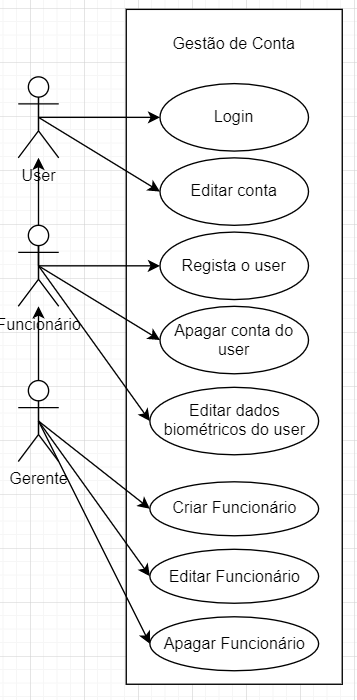 Gestão de Conta
Login
User
Editar conta
Regista o user
Funcionário
Apagar conta do
user
Editar dados
biométricos do user
Gerente
Criar Funcionário
Editar Funcionário
Apagar Funcionário